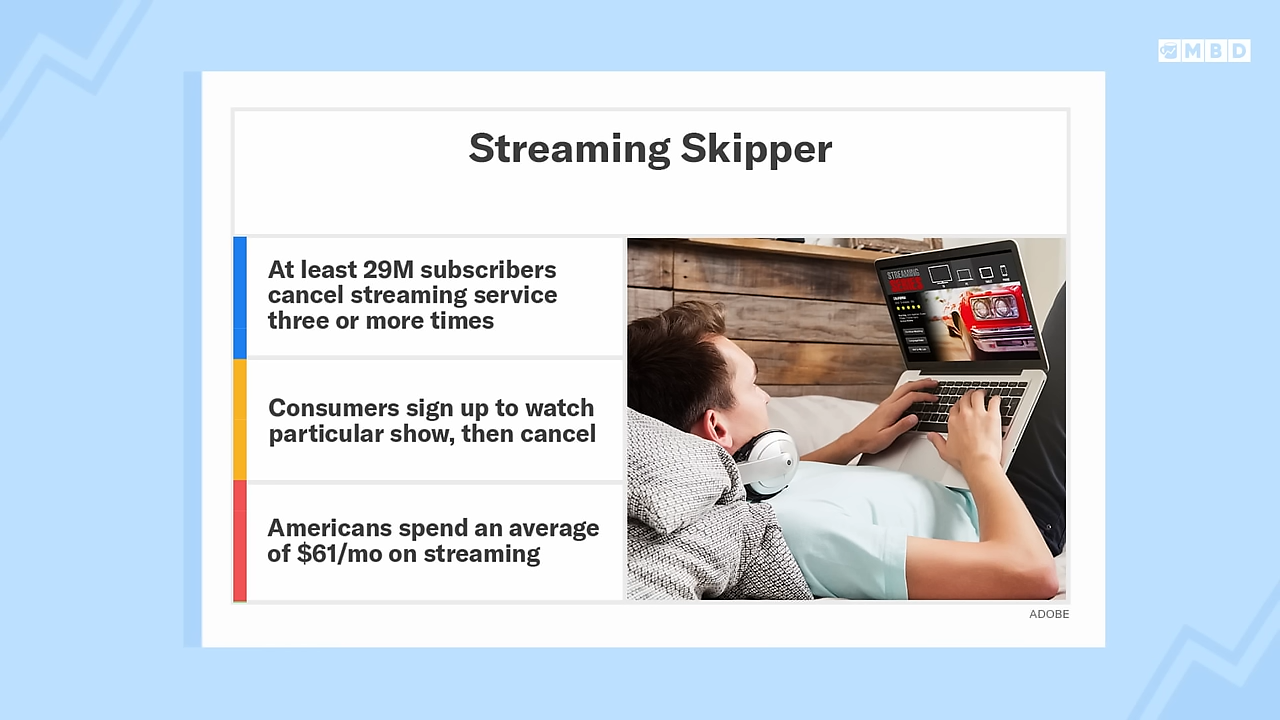 MBD
Streaming Skipper
At least 29M subscribers
cancel streaming service
three or more times
Consumers sign up to watch
particular show, then cancel
Americans spend an average
of $61/mo on streaming
STREAMING
ADOBE